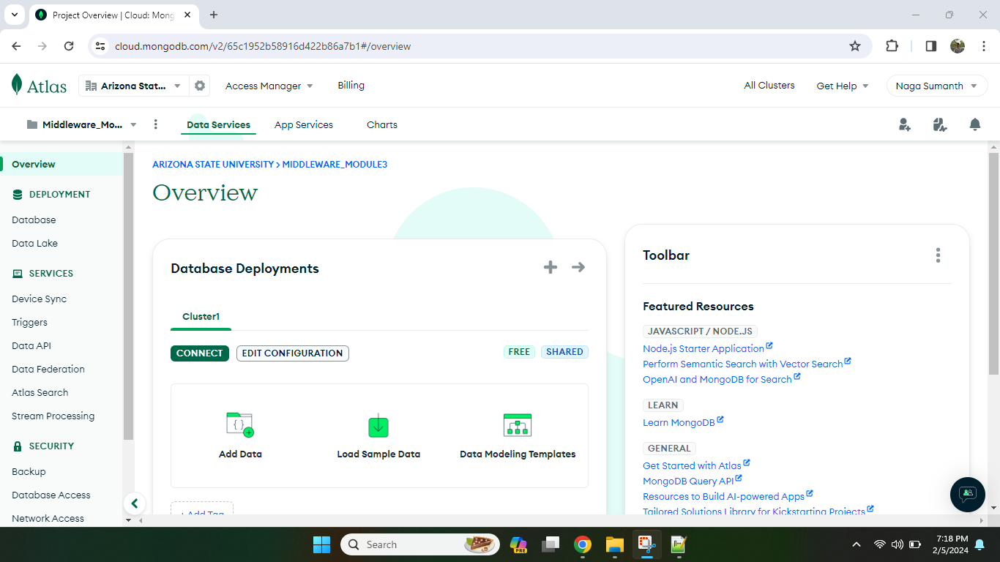 Project Overview | Cloud: Mong
cloud.mongodb.com/v2/65c1952b58916d422b86a7b1#/overview
Atlas
Arizona Stat...
Access Manager
Billing
All Clusters
Get Help
Naga Sumanth
Middleware_Mo...
Data Services
App Services
Charts
Overview
DEPLOYMENT
Database
Data Lake
SERVICES
Device Sync
Triggers
Data API
Data Federation
Atlas Search
Stream Processing
SECURITY
Backup
Database Access
Network Access
ARIZONA STATE UNIVERSITY > MIDDLEWARE_MODULE3
Overview
Database Deployments
Cluster1
CONNECT
EDIT CONFIGURATION
FREE
SHARED
{ }
Add Data
Load Sample Data
Data Modeling Templates
+ Add Tag
Toolbar
Featured Resources
JAVASCRIPT / NODE.JS
Node.js Starter Application
Perform Semantic Search with Vector Search
OpenAI and MongoDB for Search
LEARN
Learn MongoDB
GENERAL
Get Started with Atlas
MongoDB Query API
Resources to Build AI-powered Apps
Tailored Solutions Library for Kickstarting Projects
Search
PRE
7:18 PM
2/5/2024